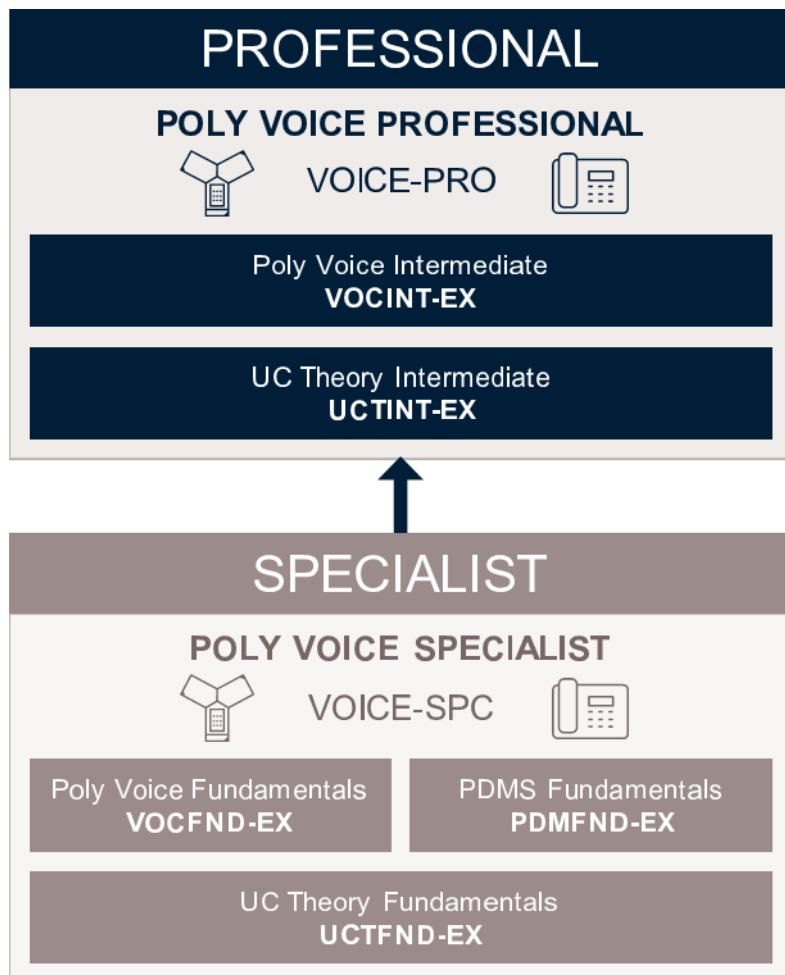 PROFESSIONAL
POLY VOICE PROFESSIONAL
VOICE-PRO
Poly Voice Intermediate
VOCINT-EX
UC Theory Intermediate
UCTINT-EX
SPECIALIST
POLY VOICE SPECIALIST
VOICE-SPC
Poly Voice Fundamentals
VOCFND-EX
PDMS Fundamentals
PDMFND-EX
UC Theory Fundamentals
UCTFND-EX